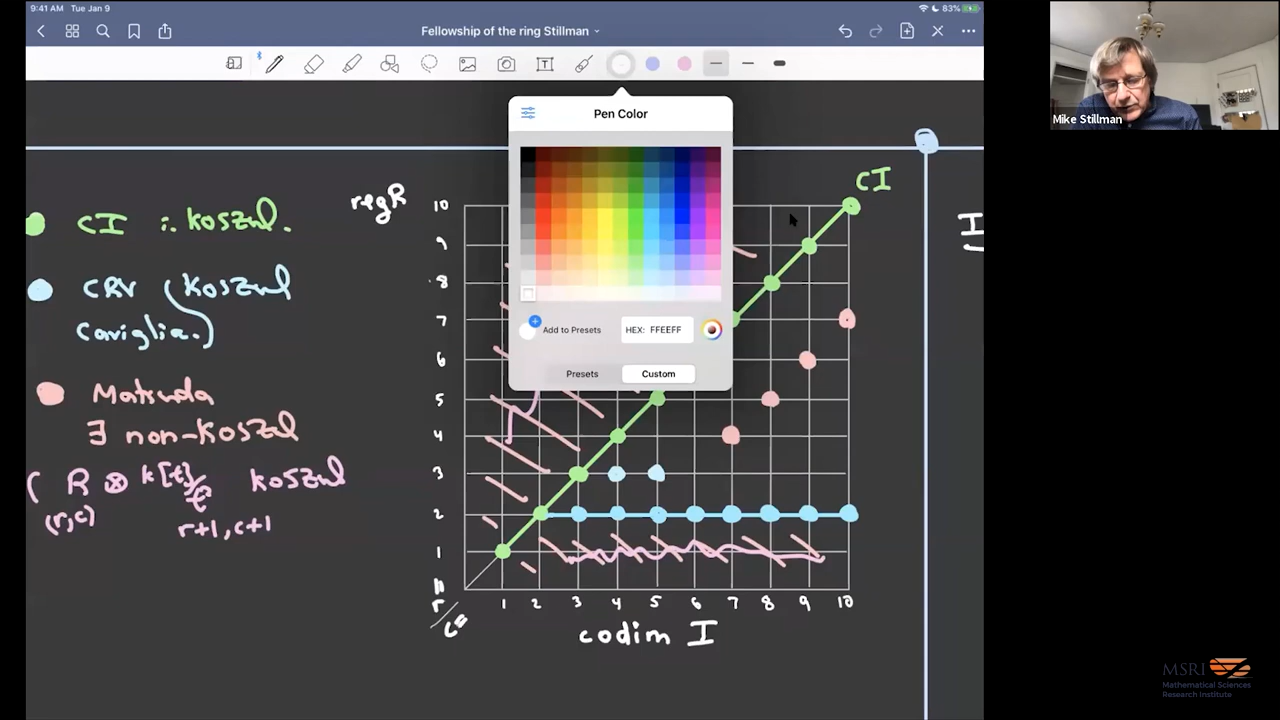 9:41 AM Tue Jan 9
83%
Fellowship of the ring Stillman
T
Mike Stillman
Pen Color
Add to Presets
HEX: FFEEFF
Presets
Custom
CI ∴ Koszul.
CRV (Koszul
Caviglia.)
Matsuda
∃ non-Koszul
( R ⊗ k[t]/t² Koszul
(r,c)
r+1, c+1
reg R
CI
10
9
8
7
6
5
4
3
2
1
r/c
1 2 3 4 5 6 7 8 9 10
codim I
I
MSRI
Mathematical Sciences
Research Institute